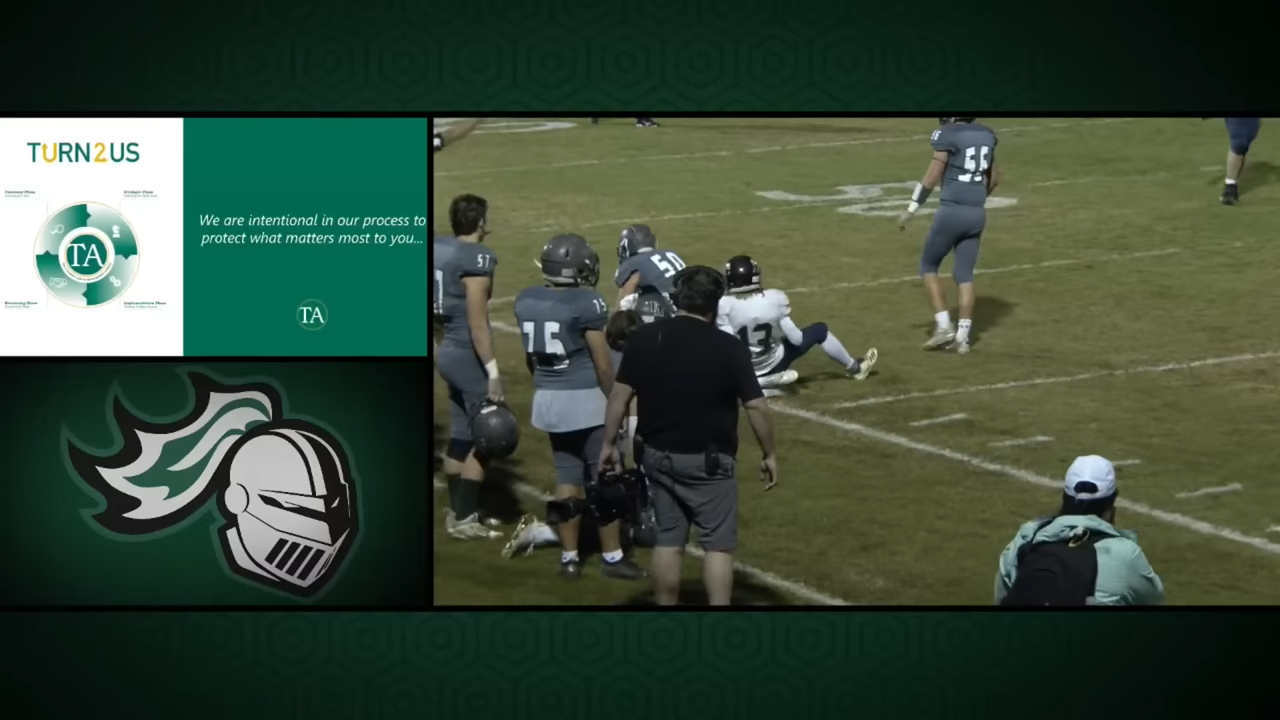 TURN2US
TA
We are intentional in our process to
protect what matters most to you...
TA
57
75
50
13
55